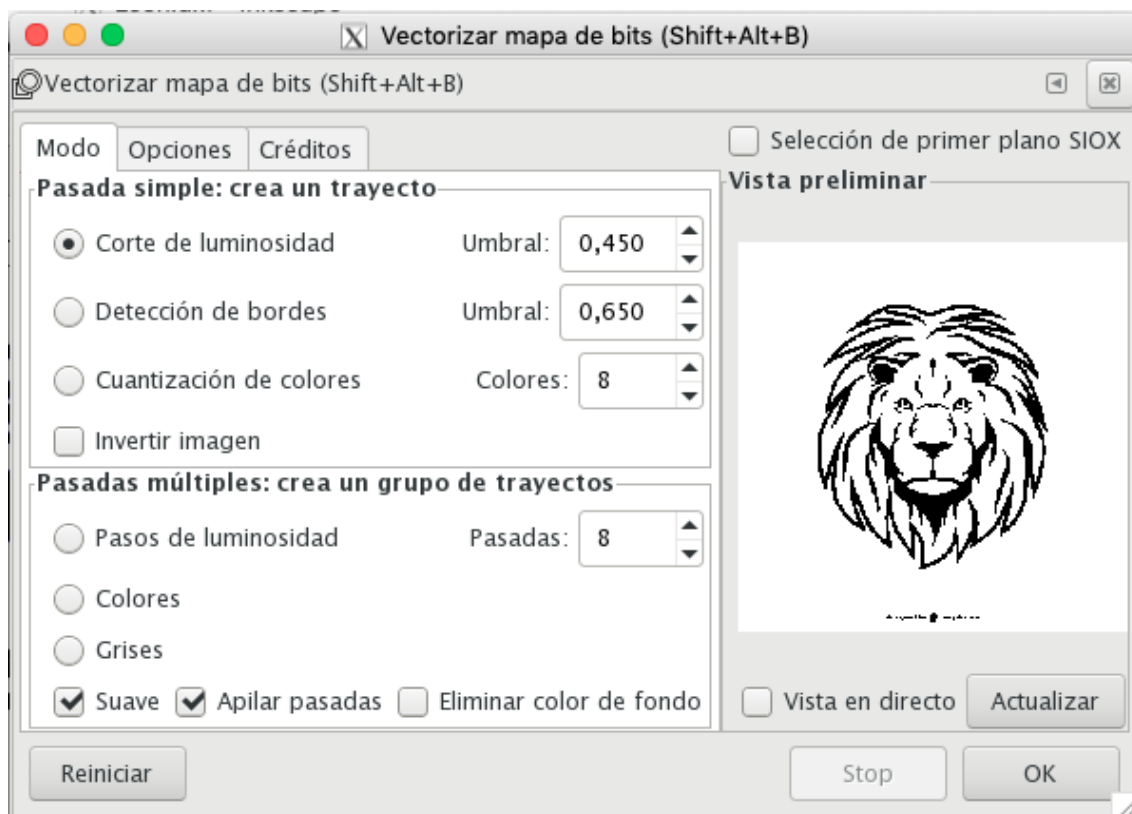 Vectorizar mapa de bits (Shift+Alt+B)
Vectorizar mapa de bits (Shift+Alt+B)
Modo Opciones Créditos
Selección de primer plano SIOX
Pasada simple: crea un trayecto
Vista preliminar
Corte de luminosidad Umbral: 0,450
Detección de bordes Umbral: 0,650
Cuantización de colores Colores: 8
Invertir imagen
Pasadas múltiples: crea un grupo de trayectos
Pasos de luminosidad Pasadas: 8
Colores
Grises
Suave Apilar pasadas Eliminar color de fondo
Vista en directo Actualizar
Reiniciar Stop OK